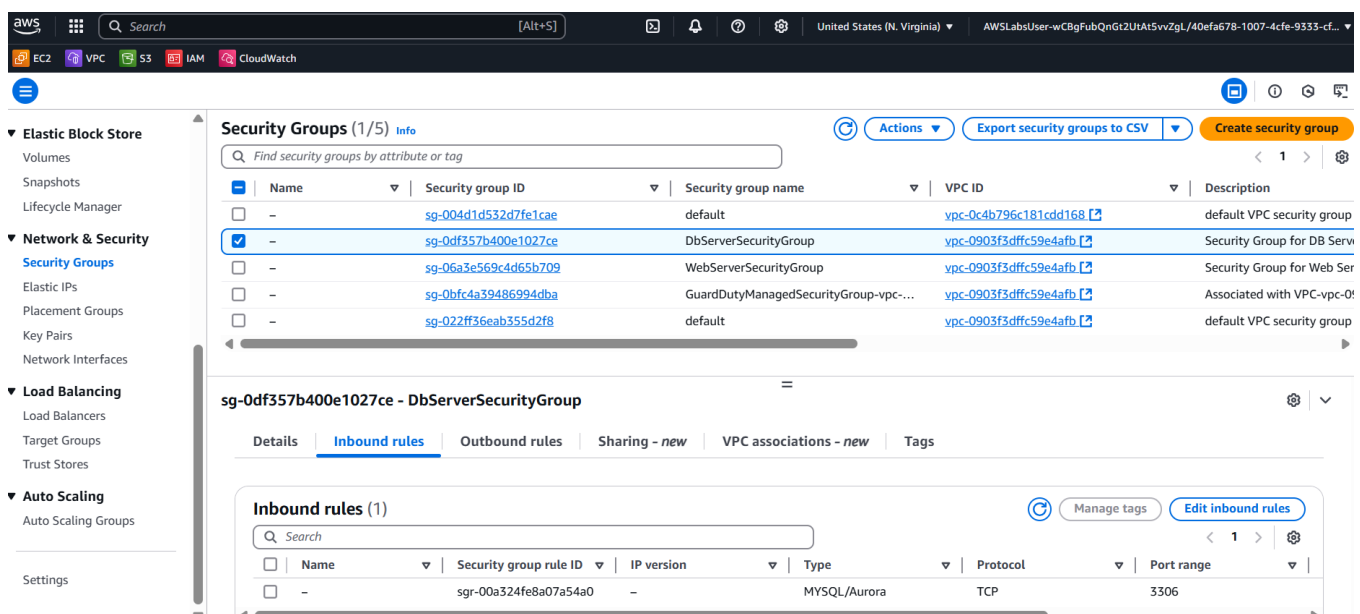 aws Search [Alt+S] United States (N. Virginia) AWSLabsUser-wCBgFubQnGt2UtAt5vvZgL/40efa678-1007-4cfe-9333-cf...
EC2 VPC S3 IAM CloudWatch
Elastic Block Store
Volumes
Snapshots
Lifecycle Manager
Network & Security
Security Groups
Elastic IPs
Placement Groups
Key Pairs
Network Interfaces
Load Balancing
Load Balancers
Target Groups
Trust Stores
Auto Scaling
Auto Scaling Groups
Settings
Security Groups (1/5) Info Actions Export security groups to CSV Create security group
Find security groups by attribute or tag 1
Name Security group ID Security group name VPC ID Description
– sg-004d1d532d7fe1cae default vpc-0c4b796c181cdd168 default VPC security group
– sg-0df357b400e1027ce DbServerSecurityGroup vpc-0903f3dffc59e4afb Security Group for DB Serve
– sg-06a3e569c4d65b709 WebServerSecurityGroup vpc-0903f3dffc59e4afb Security Group for Web Ser
– sg-0bfc4a39486994dba GuardDutyManagedSecurityGroup-vpc-... vpc-0903f3dffc59e4afb Associated with VPC-vpc-09
– sg-022ff36eab355d2f8 default vpc-0903f3dffc59e4afb default VPC security group
sg-0df357b400e1027ce - DbServerSecurityGroup
Details Inbound rules Outbound rules Sharing - new VPC associations - new Tags
Inbound rules (1) Manage tags Edit inbound rules
Search 1
Name Security group rule ID IP version Type Protocol Port range
– sgr-00a324fe8a07a54a0 – MYSQL/Aurora TCP 3306